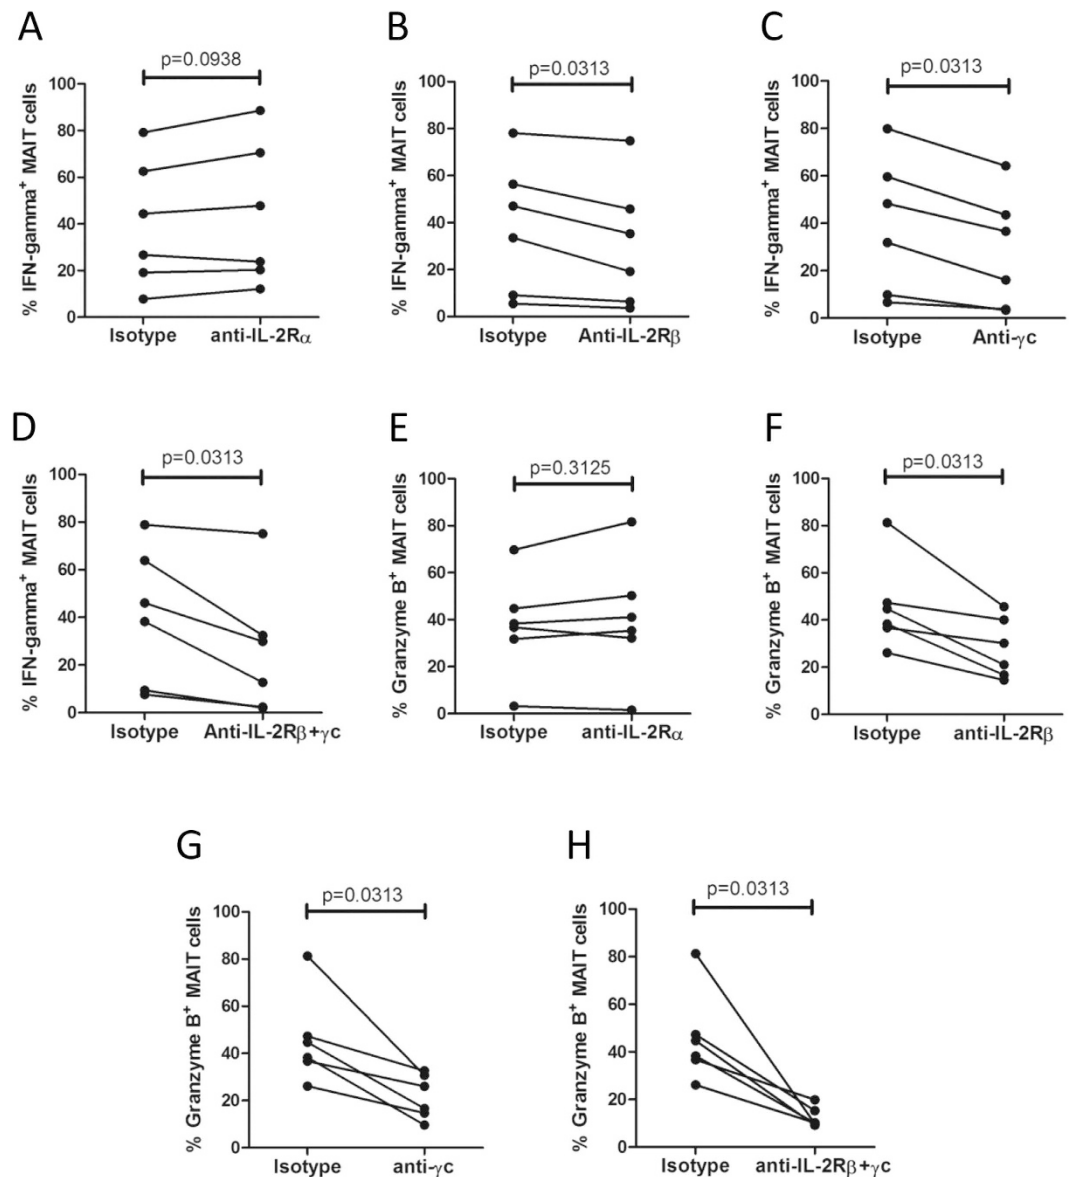 A
p=0.0938
% IFN-gamma⁺ MAIT cells
100
80
60
40
20
0
Isotype anti-IL-2Rα
B
p=0.0313
% IFN-gamma⁺ MAIT cells
100
80
60
40
20
0
Isotype Anti-IL-2Rβ
C
p=0.0313
% IFN-gamma⁺ MAIT cells
100
80
60
40
20
0
Isotype Anti-γc
D
p=0.0313
% IFN-gamma⁺ MAIT cells
100
80
60
40
20
0
Isotype Anti-IL-2Rβ+γc
E
p=0.3125
% Granzyme B⁺ MAIT cells
100
80
60
40
20
0
Isotype anti-IL-2Rα
F
p=0.0313
% Granzyme B⁺ MAIT cells
100
80
60
40
20
0
Isotype anti-IL-2Rβ
G
p=0.0313
% Granzyme B⁺ MAIT cells
100
80
60
40
20
0
Isotype anti-γc
H
p=0.0313
% Granzyme B⁺ MAIT cells
100
80
60
40
20
0
Isotype anti-IL-2Rβ+γc